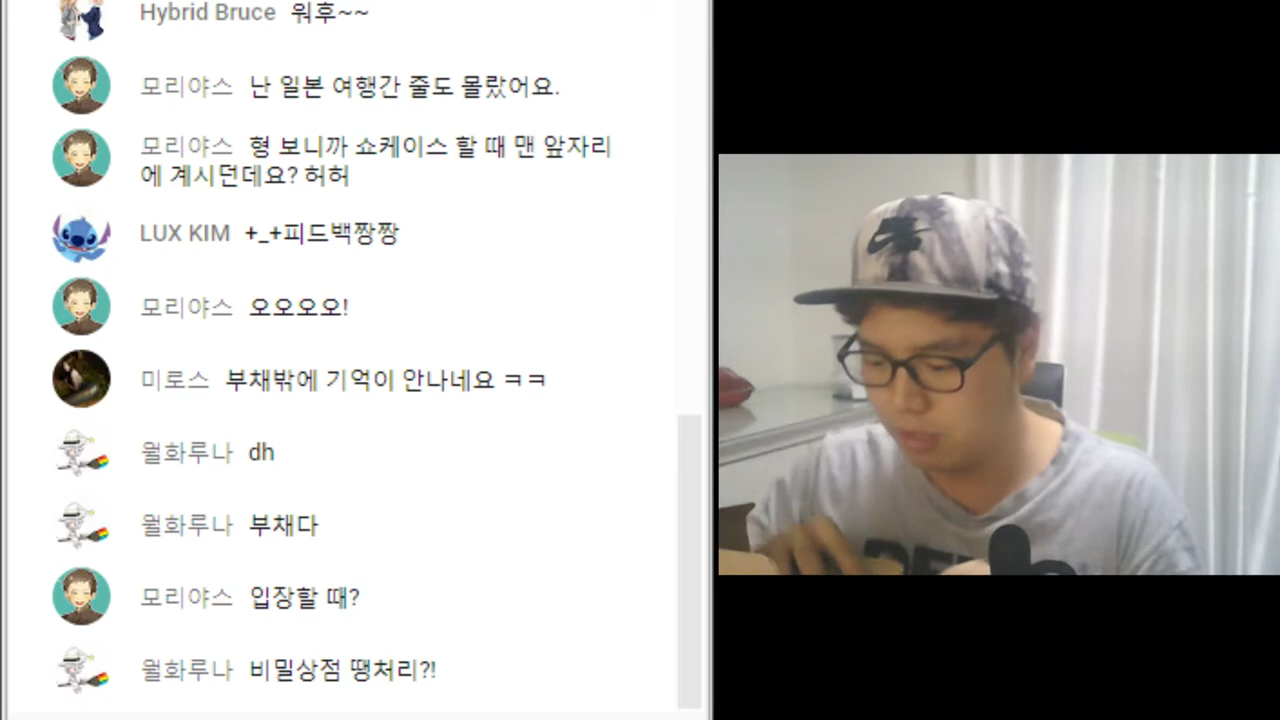 Hybrid Bruce 워후~~
모리야스 난 일본 여행간 줄도 몰랐어요.
모리야스 형 보니까 쇼케이스 할 때 맨 앞자리
에 계시던데요? 허허
LUX KIM +_+피드백짱짱
모리야스 오오오오!
미로스 부채밖에 기억이 안나네요 ㅋㅋ
월화루나 dh
월화루나 부채다
모리야스 입장할 때?
월화루나 비밀상점 땡처리?!